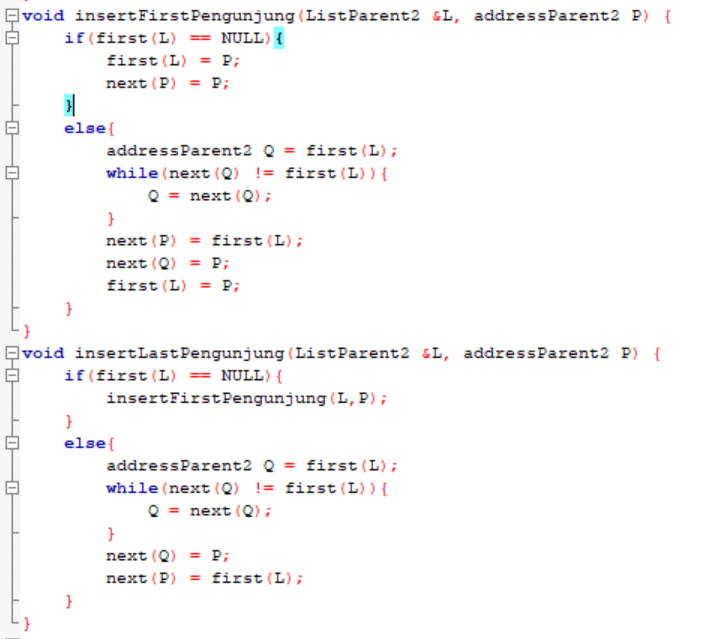 void insertFirstPengunjung(ListParent2 &L, addressParent2 P) {
    if(first(L) == NULL){
        first(L) = P;
        next(P) = P;
    }
    else{
        addressParent2 Q = first(L);
        while(next(Q) != first(L)){
            Q = next(Q);
        }
        next(P) = first(L);
        next(Q) = P;
        first(L) = P;
    }
}
void insertLastPengunjung(ListParent2 &L, addressParent2 P) {
    if(first(L) == NULL){
        insertFirstPengunjung(L,P);
    }
    else{
        addressParent2 Q = first(L);
        while(next(Q) != first(L)){
            Q = next(Q);
        }
        next(Q) = P;
        next(P) = first(L);
    }
}